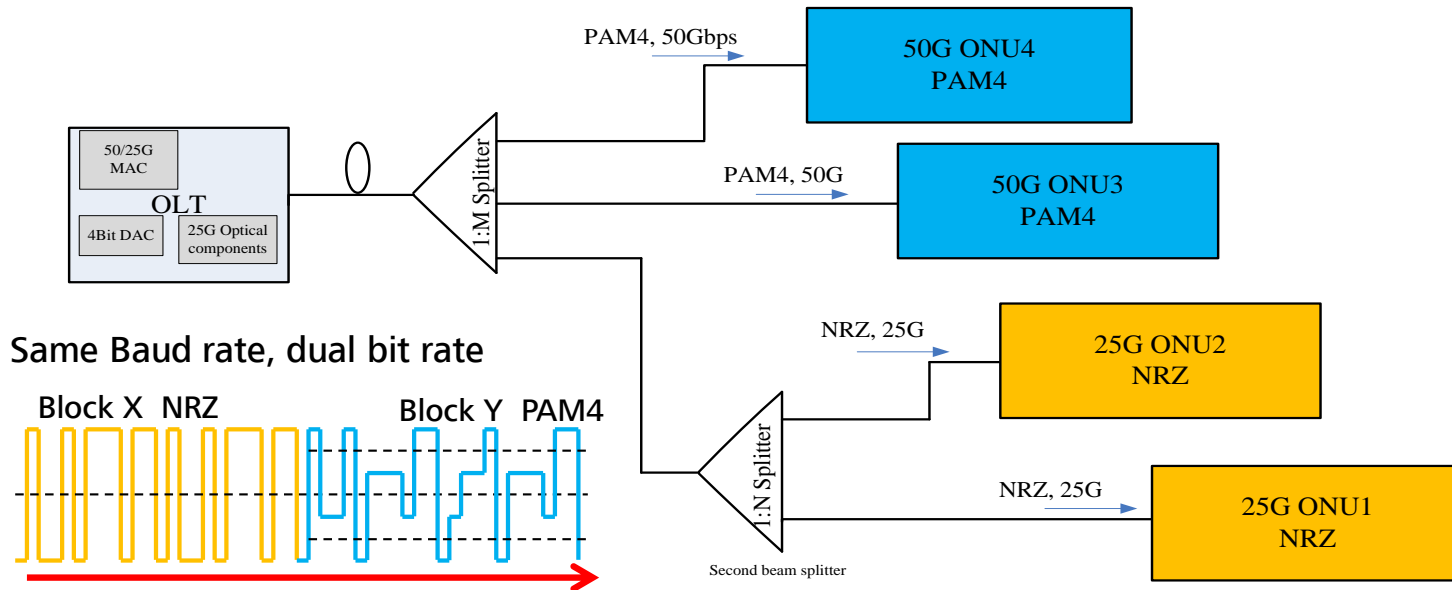 PAM4, 50Gbps
50G ONU4
PAM4
50/25G
MAC
OLT
4Bit DAC
25G Optical
components
1:M Splitter
PAM4, 50G
50G ONU3
PAM4
Same Baud rate, dual bit rate
Block X NRZ
Block Y PAM4
NRZ, 25G
25G ONU2
NRZ
1:N Splitter
NRZ, 25G
25G ONU1
NRZ
Second beam splitter